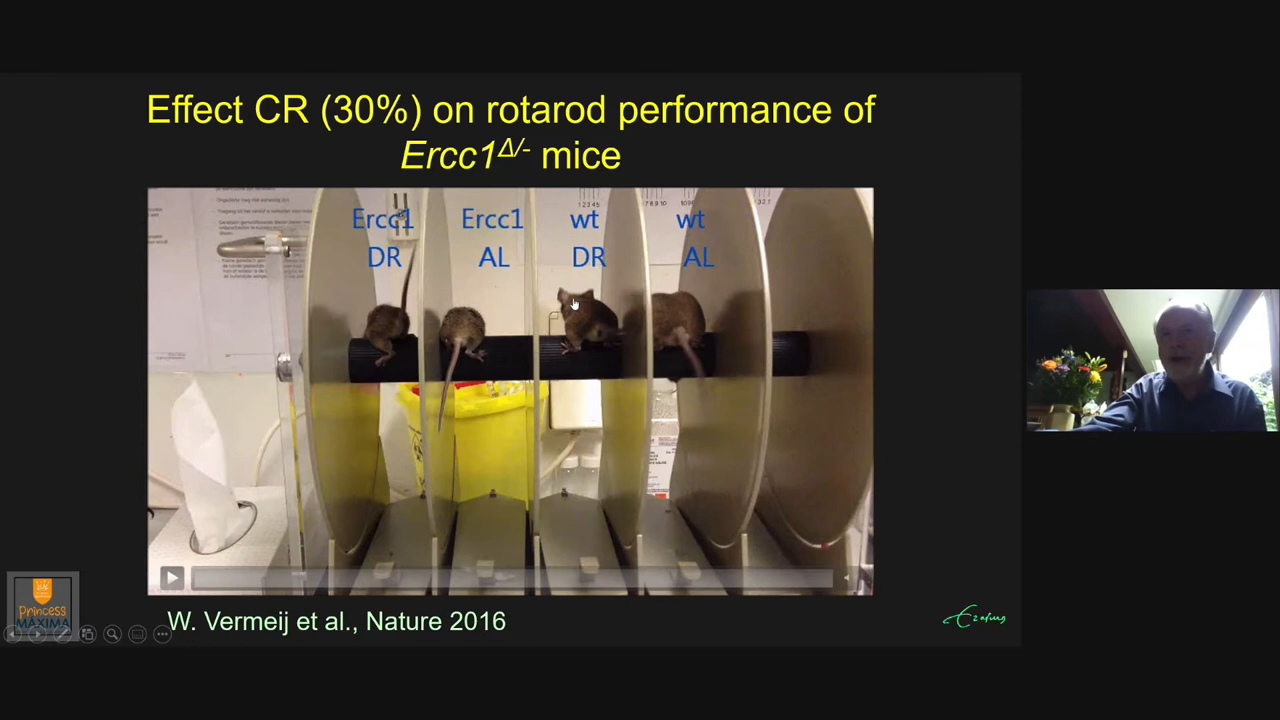 Effect CR (30%) on rotarod performance of
Ercc1Δ/- mice
Ercc1 Ercc1 wt wt
DR AL DR AL
W. Vermeij et al., Nature 2016
Princess
MÁXIMA
Erasmus